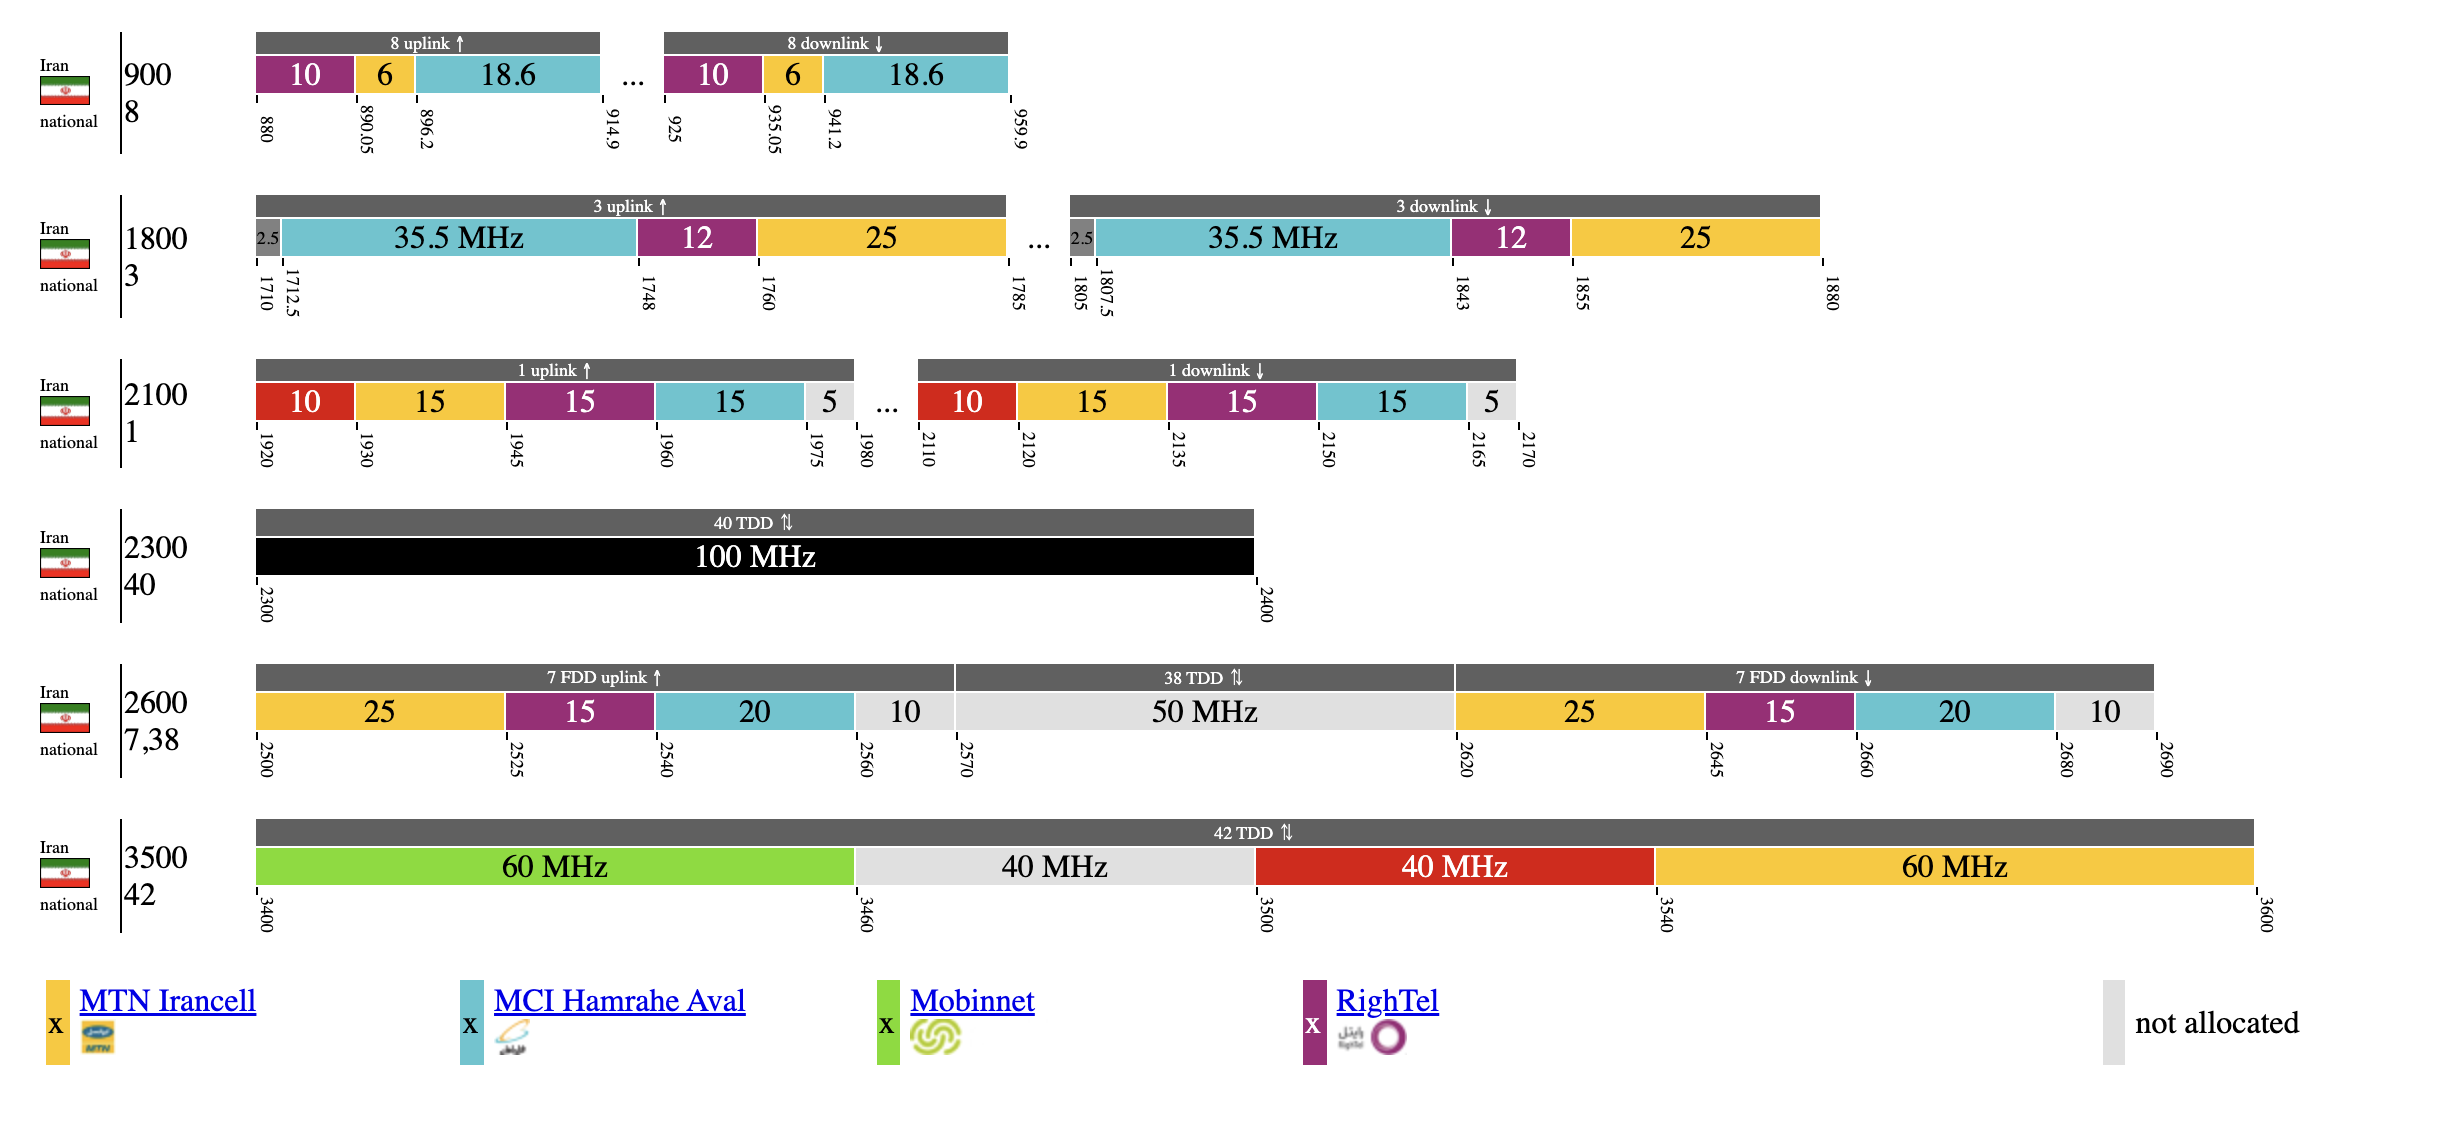 8 uplink ↑ 8 downlink ↓
Iran
900
10 6 18.6 ... 10 6 18.6
8
national
880 890.05 896.2 914.9 925 935.05 941.2 959.9
3 uplink ↑ 3 downlink ↓
Iran
1800
2.5 35.5 MHz 12 25 ... 2.5 35.5 MHz 12 25
3
national
1710 1712.5 1748 1760 1785 1805 1807.5 1843 1855 1880
1 uplink ↑ 1 downlink ↓
Iran
2100
10 15 15 15 5 ... 10 15 15 15 5
1
national
1920 1930 1945 1960 1975 1980 2110 2120 2135 2150 2165 2170
40 TDD ⇅
Iran
2300
100 MHz
40
national
2300 2400
7 FDD uplink ↑ 38 TDD ⇅ 7 FDD downlink ↓
Iran
2600
25 15 20 10 50 MHz 25 15 20 10
7,38
national
2500 2525 2540 2560 2570 2620 2645 2660 2680 2690
42 TDD ⇅
Iran
3500
60 MHz 40 MHz 40 MHz 60 MHz
42
national
3400 3460 3500 3540 3600
x MTN Irancell x MCI Hamrahe Aval x Mobinnet x RighTel not allocated
MTN
RighTel